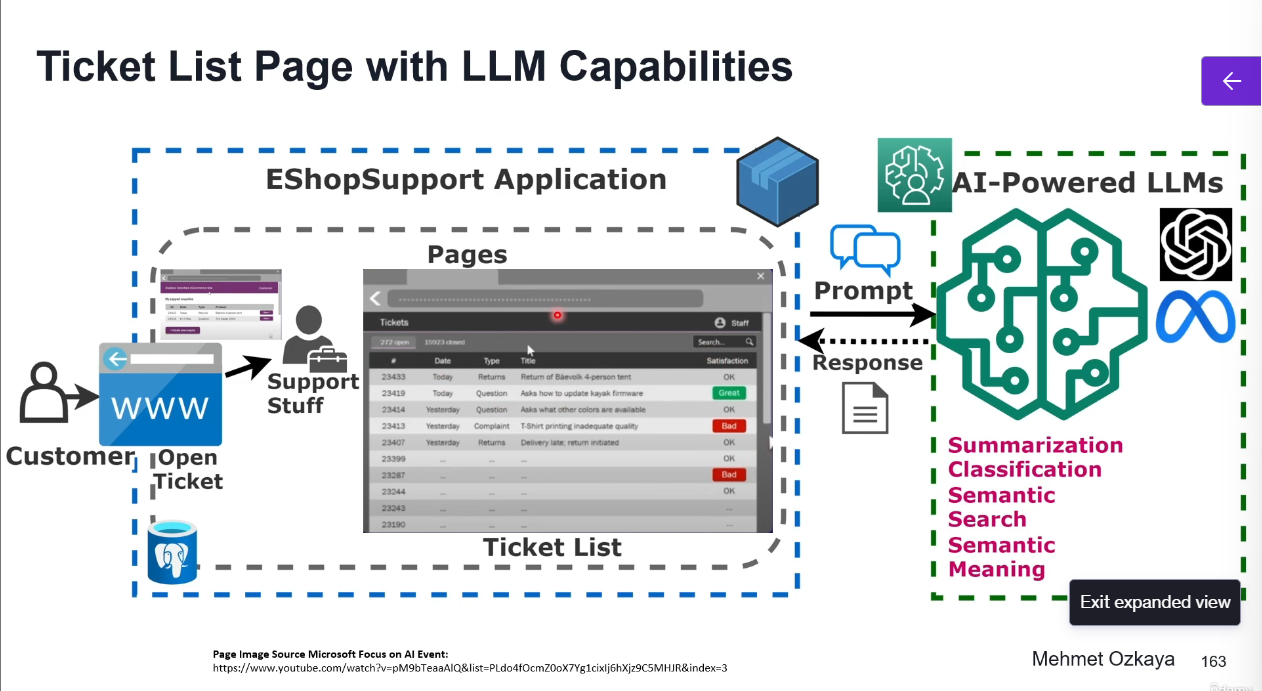 Ticket List Page with LLM Capabilities
EShopSupport Application
AI-Powered LLMs
Pages
Tickets
Staff
272 open
15923 closed
Search...
# Date Type Title Satisfaction
23433 Today Returns Return of Bäevolk 4-person tent OK
23419 Today Question Asks how to update kayak firmware Great
23414 Yesterday Question Asks what other colors are available OK
23413 Yesterday Complaint T-Shirt printing inadequate quality Bad
23407 Yesterday Returns Delivery late; return initiated OK
23399 ... ... ... OK
23287 ... ... ... Bad
23244 ... ... ... OK
23243 ... ... ... ...
23190 ... ... ... ...
Ticket List
Customer
www
Open
Ticket
Support
Stuff
Prompt
Response
Summarization
Classification
Semantic
Search
Semantic
Meaning
Exit expanded view
Page Image Source Microsoft Focus on AI Event:
https://www.youtube.com/watch?v=pM9bTeaaAlQ&list=PLdo4fOcmZ0oX7Yg1cixIj6hXjz9C5MHJR&index=3
Mehmet Ozkaya
163